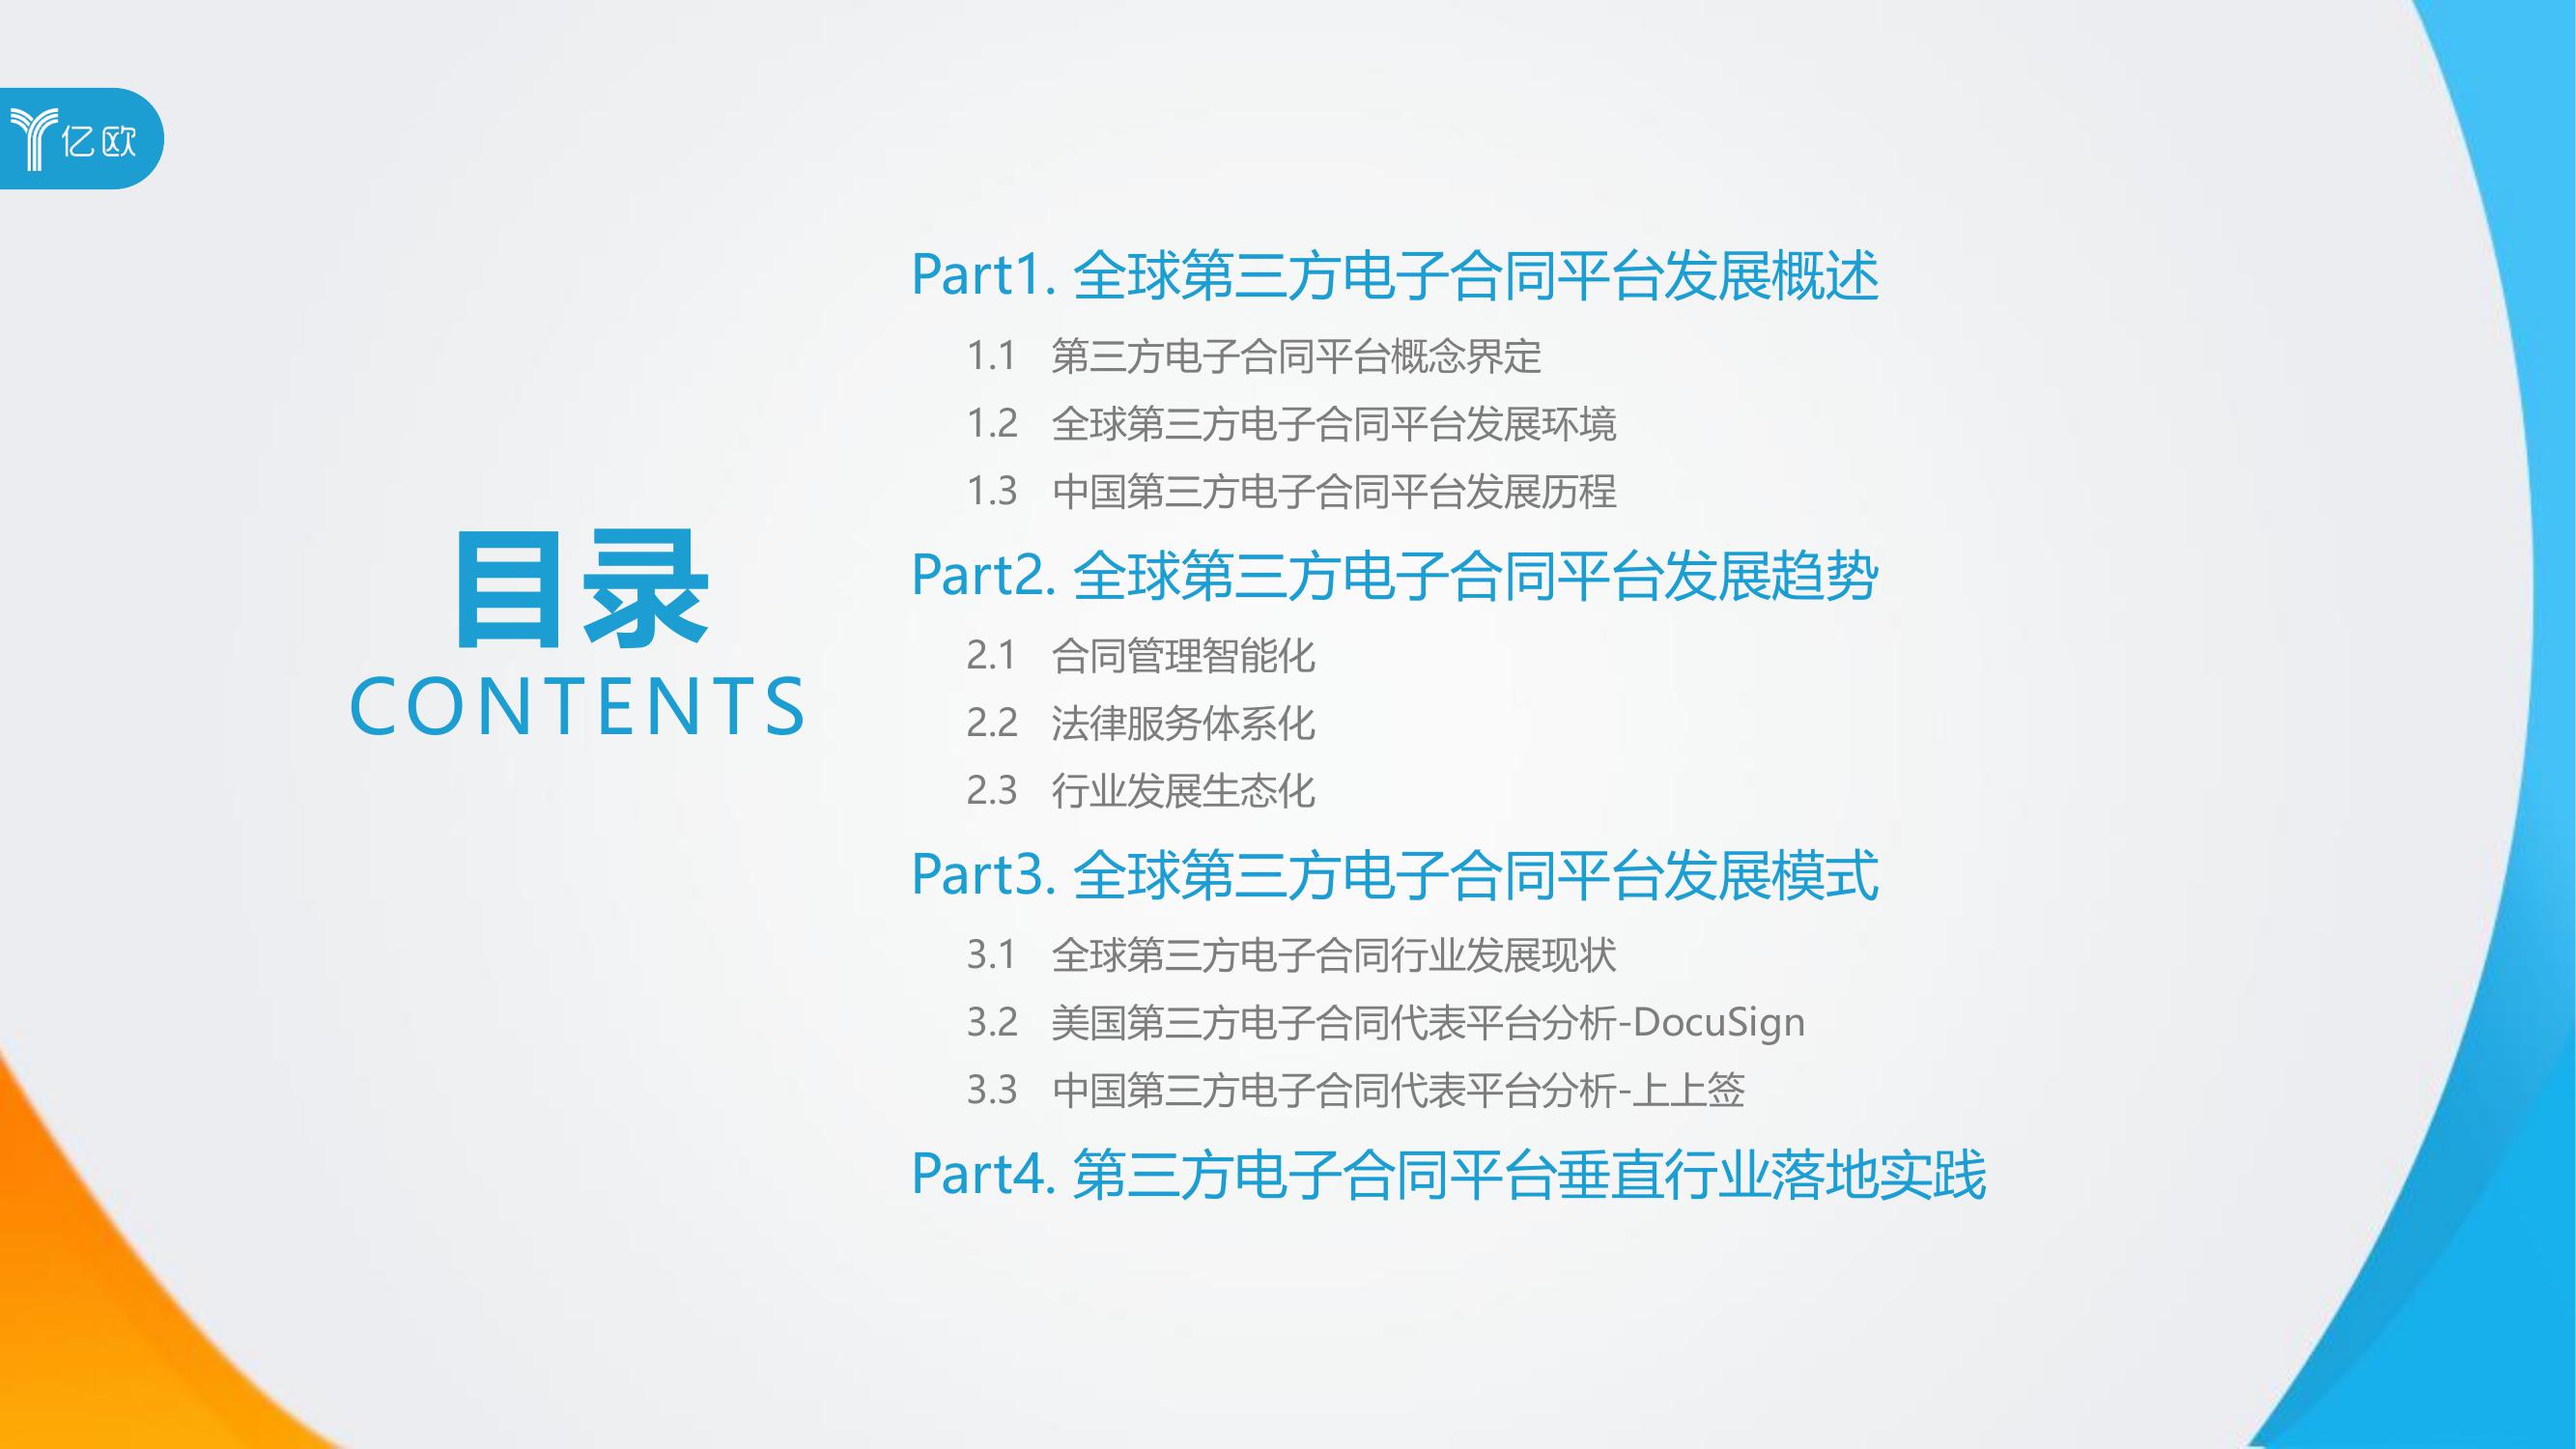 亿欧
目录
CONTENTS
Part1. 全球第三方电子合同平台发展概述
1.1 第三方电子合同平台概念界定
1.2 全球第三方电子合同平台发展环境
1.3 中国第三方电子合同平台发展历程
Part2. 全球第三方电子合同平台发展趋势
2.1 合同管理智能化
2.2 法律服务体系化
2.3 行业发展生态化
Part3. 全球第三方电子合同平台发展模式
3.1 全球第三方电子合同行业发展现状
3.2 美国第三方电子合同代表平台分析-DocuSign
3.3 中国第三方电子合同代表平台分析-上上签
Part4. 第三方电子合同平台垂直行业落地实践